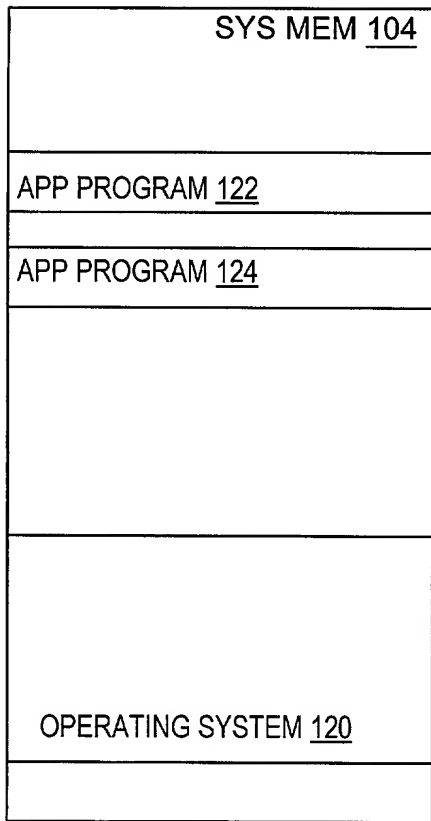 SYS MEM 104
APP PROGRAM 122
APP PROGRAM 124
OPERATING SYSTEM 120